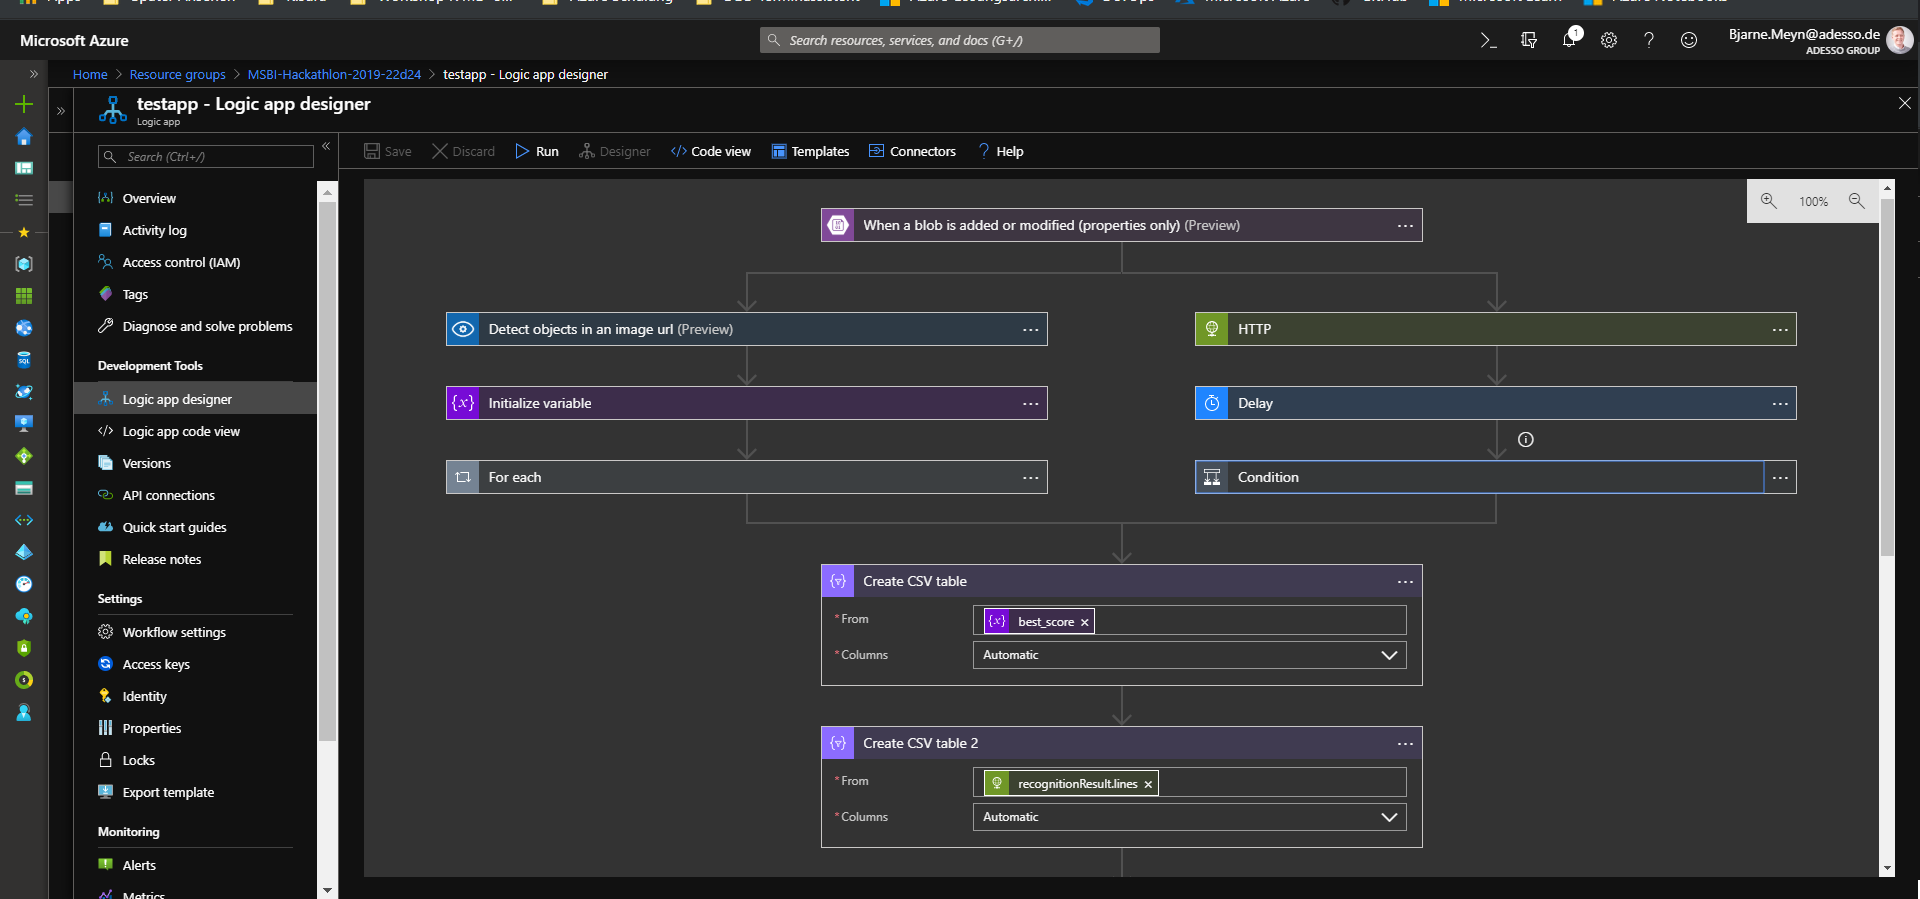 Microsoft Azure
Search resources, services, and docs (G+/)
1
Bjarne.Meyn@adesso.de
ADESSO GROUP
Home > Resource groups > MSBI-Hackathon-2019-22d24 > testapp - Logic app designer
testapp - Logic app designer
Logic app
Search (Ctrl+/)
Save
Discard
Run
Designer
Code view
Templates
Connectors
? Help
Overview
Activity log
Access control (IAM)
Tags
Diagnose and solve problems
Development Tools
Logic app designer
Logic app code view
Versions
API connections
Quick start guides
Release notes
Settings
Workflow settings
Access keys
Identity
Properties
Locks
Export template
Monitoring
Alerts
Metrics
100%
When a blob is added or modified (properties only) (Preview)
Detect objects in an image url (Preview)
HTTP
Initialize variable
Delay
For each
Condition
Create CSV table
* From
best_score ×
* Columns
Automatic
Create CSV table 2
* From
recognitionResult.lines ×
* Columns
Automatic